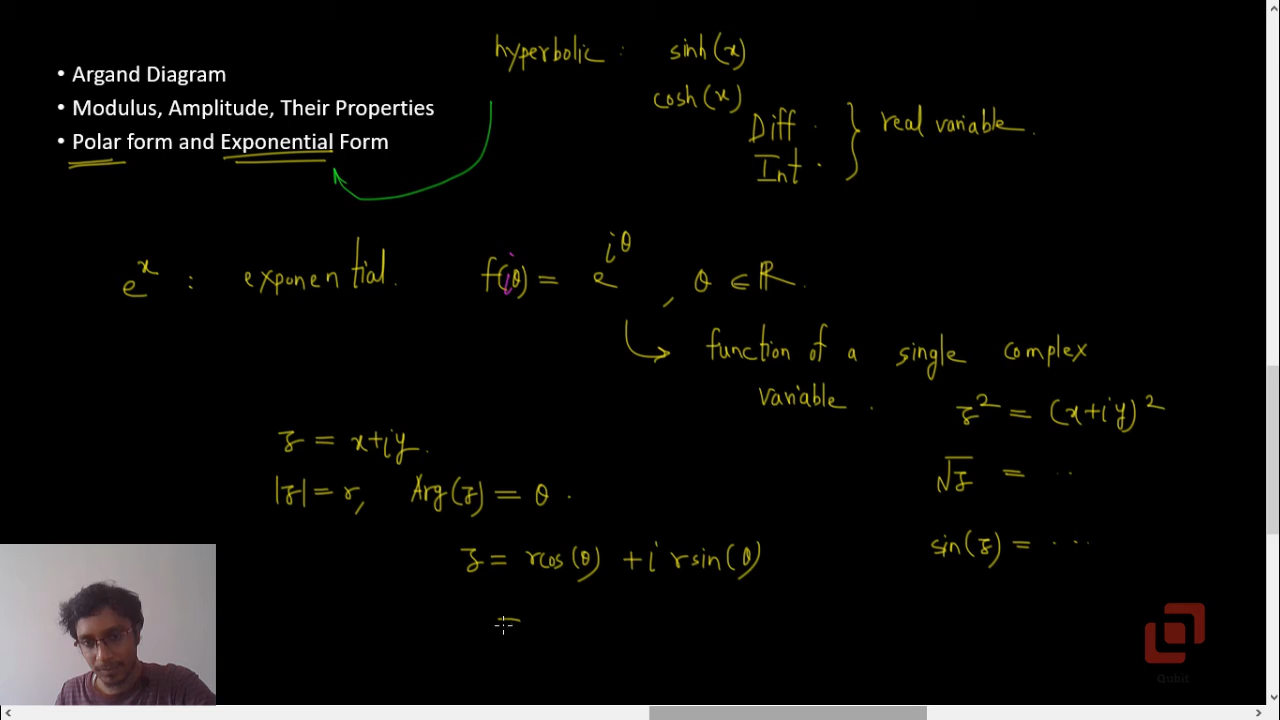 hyperbolic : sinh(x)
cosh(x)
• Argand Diagram
• Modulus, Amplitude, Their Properties
• Polar form and Exponential Form
Diff .
Int .
real variable.
e^x : exponential.
f(iθ) = e^{iθ} , θ ∈ ℝ.
function of a single complex
variable.
z² = (x+iy)²
√z = ..
sin(z) = ...
z = x+iy.
|z| = r, Arg(z) = θ .
z = rcos(θ) + i rsin(θ)
Qubit